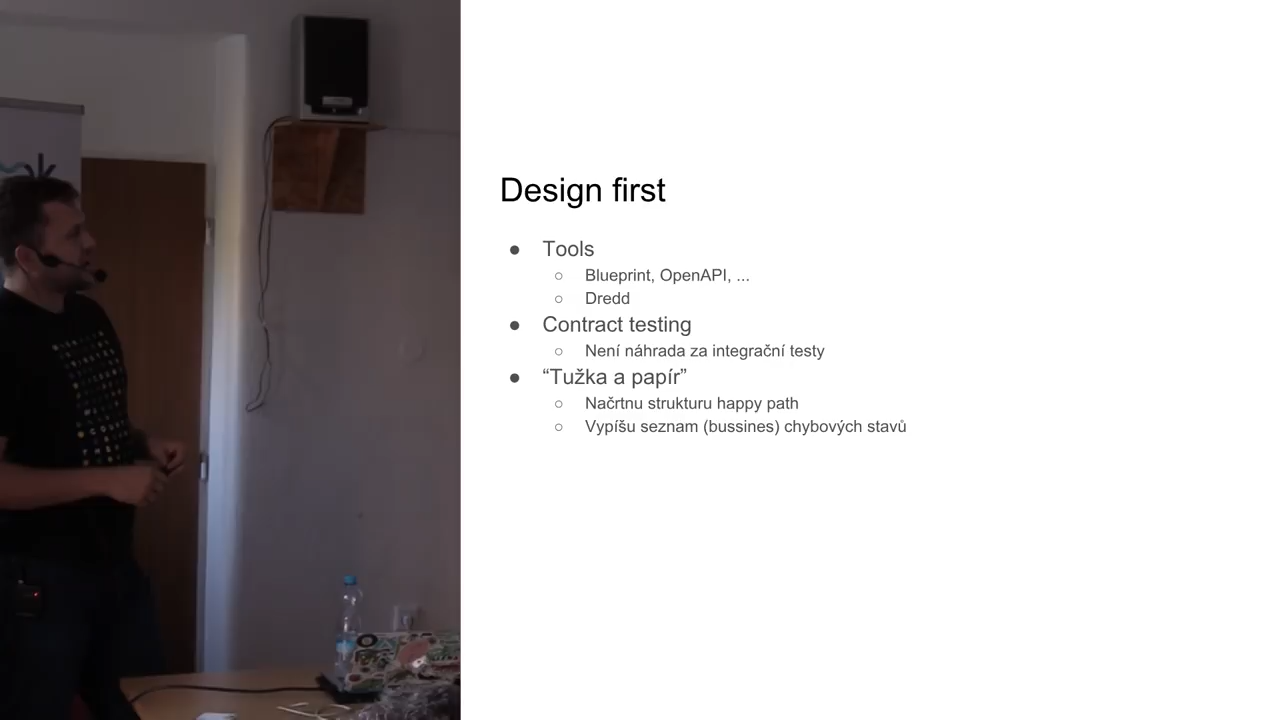 Design first
● Tools
○ Blueprint, OpenAPI, ...
○ Dredd
● Contract testing
○ Není náhrada za integrační testy
● “Tužka a papír”
○ Načrtnu strukturu happy path
○ Vypíšu seznam (bussines) chybových stavů